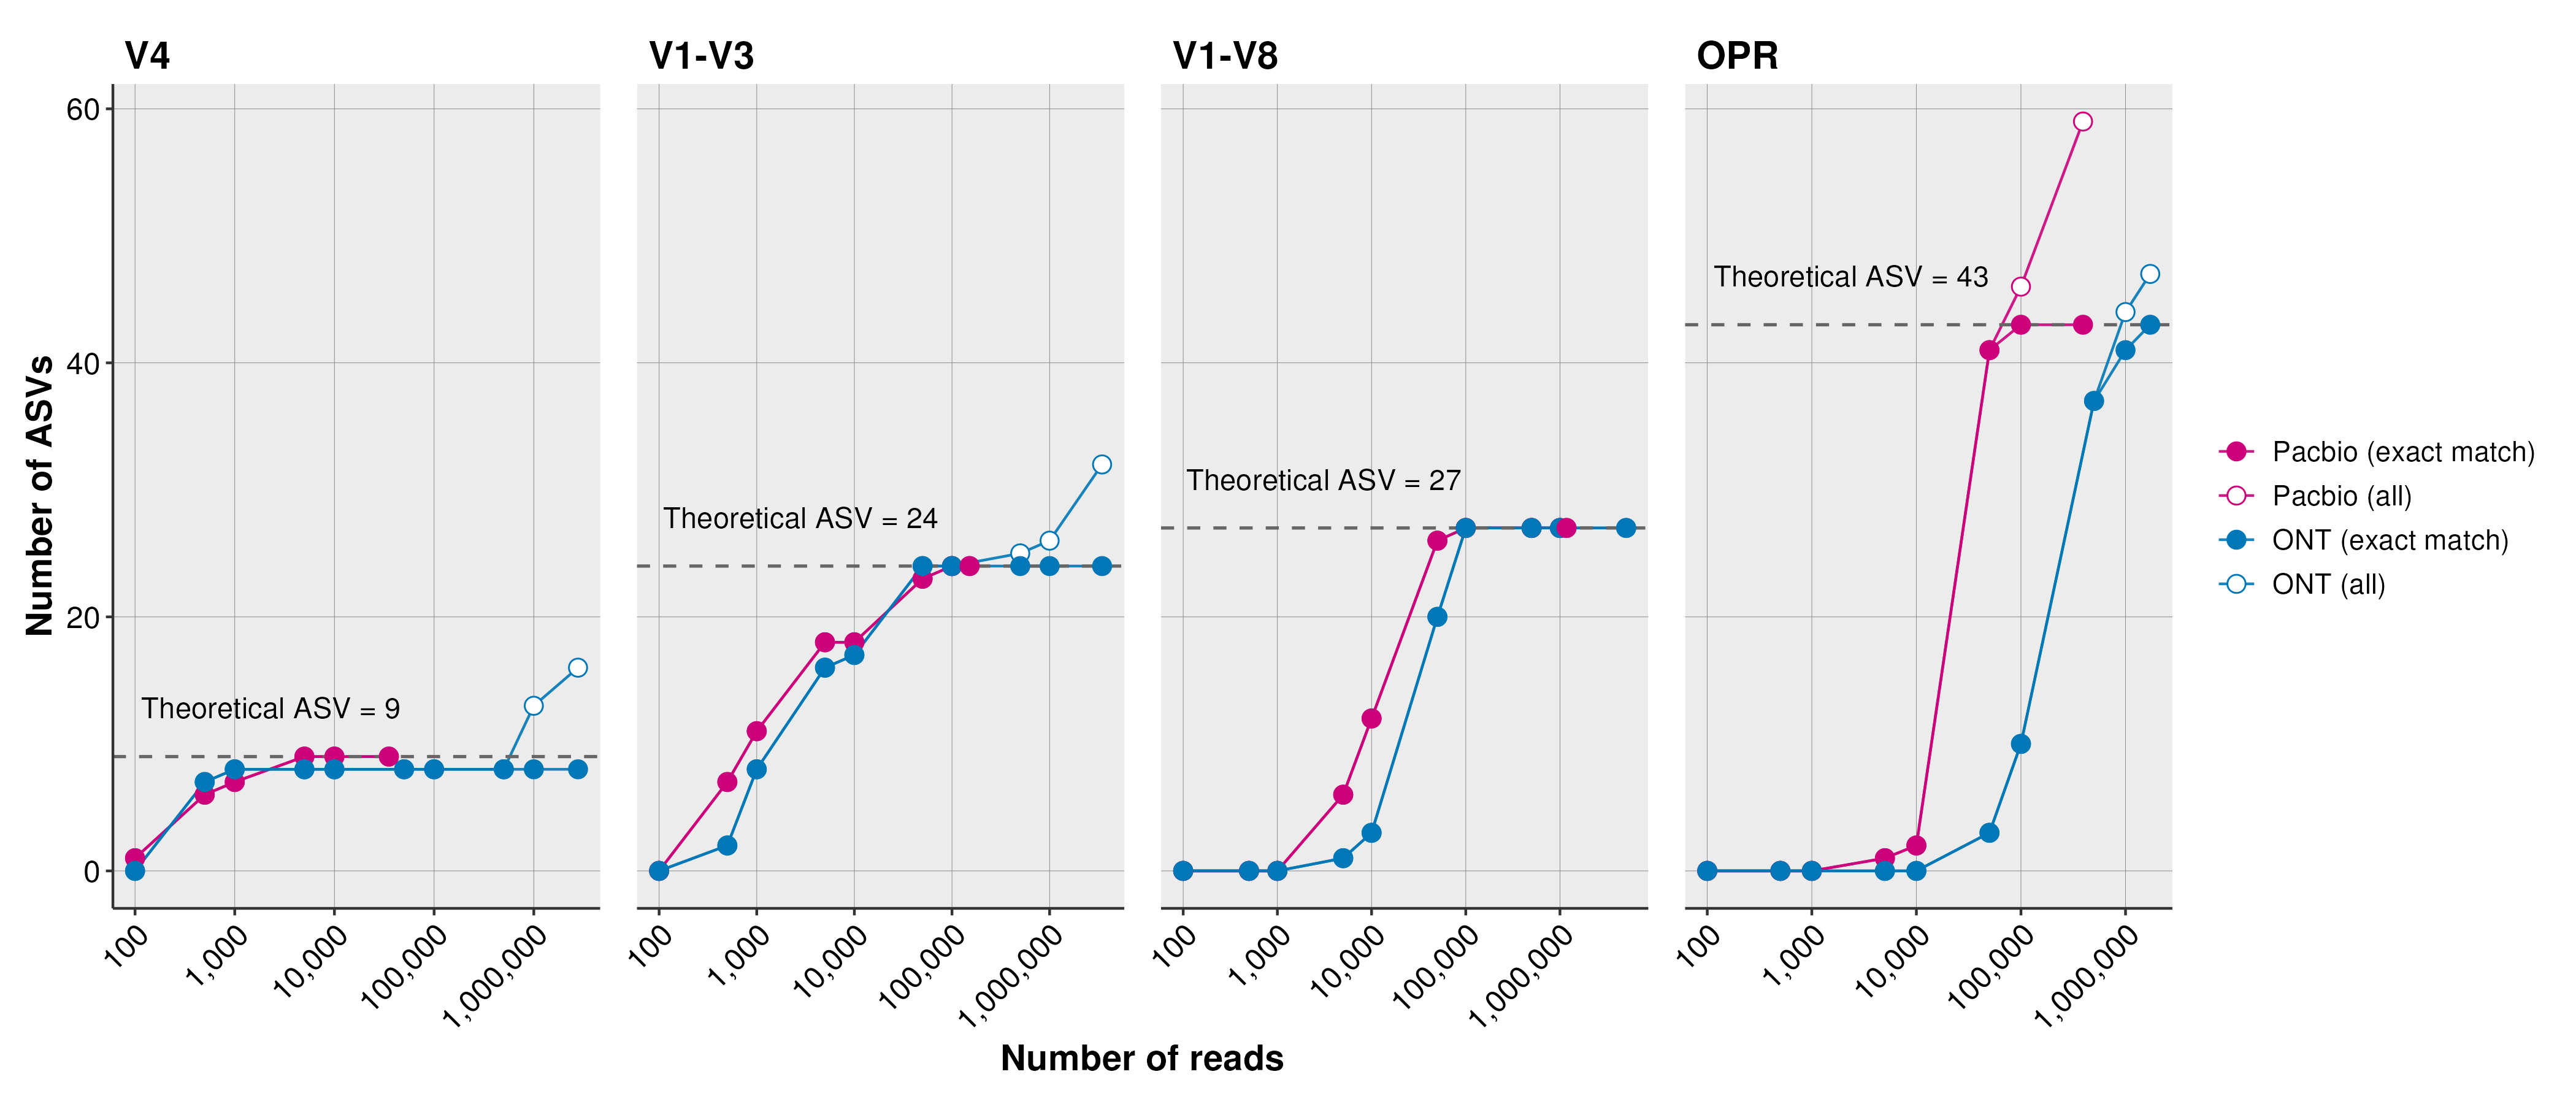 V4
V1-V3
V1-V8
OPR
Number of ASVs
60
40
20
0
Theoretical ASV = 9
Theoretical ASV = 24
Theoretical ASV = 27
Theoretical ASV = 43
100
1,000
10,000
100,000
1,000,000
100
1,000
10,000
100,000
1,000,000
100
1,000
10,000
100,000
1,000,000
100
1,000
10,000
100,000
1,000,000
Number of reads
Pacbio (exact match)
Pacbio (all)
ONT (exact match)
ONT (all)